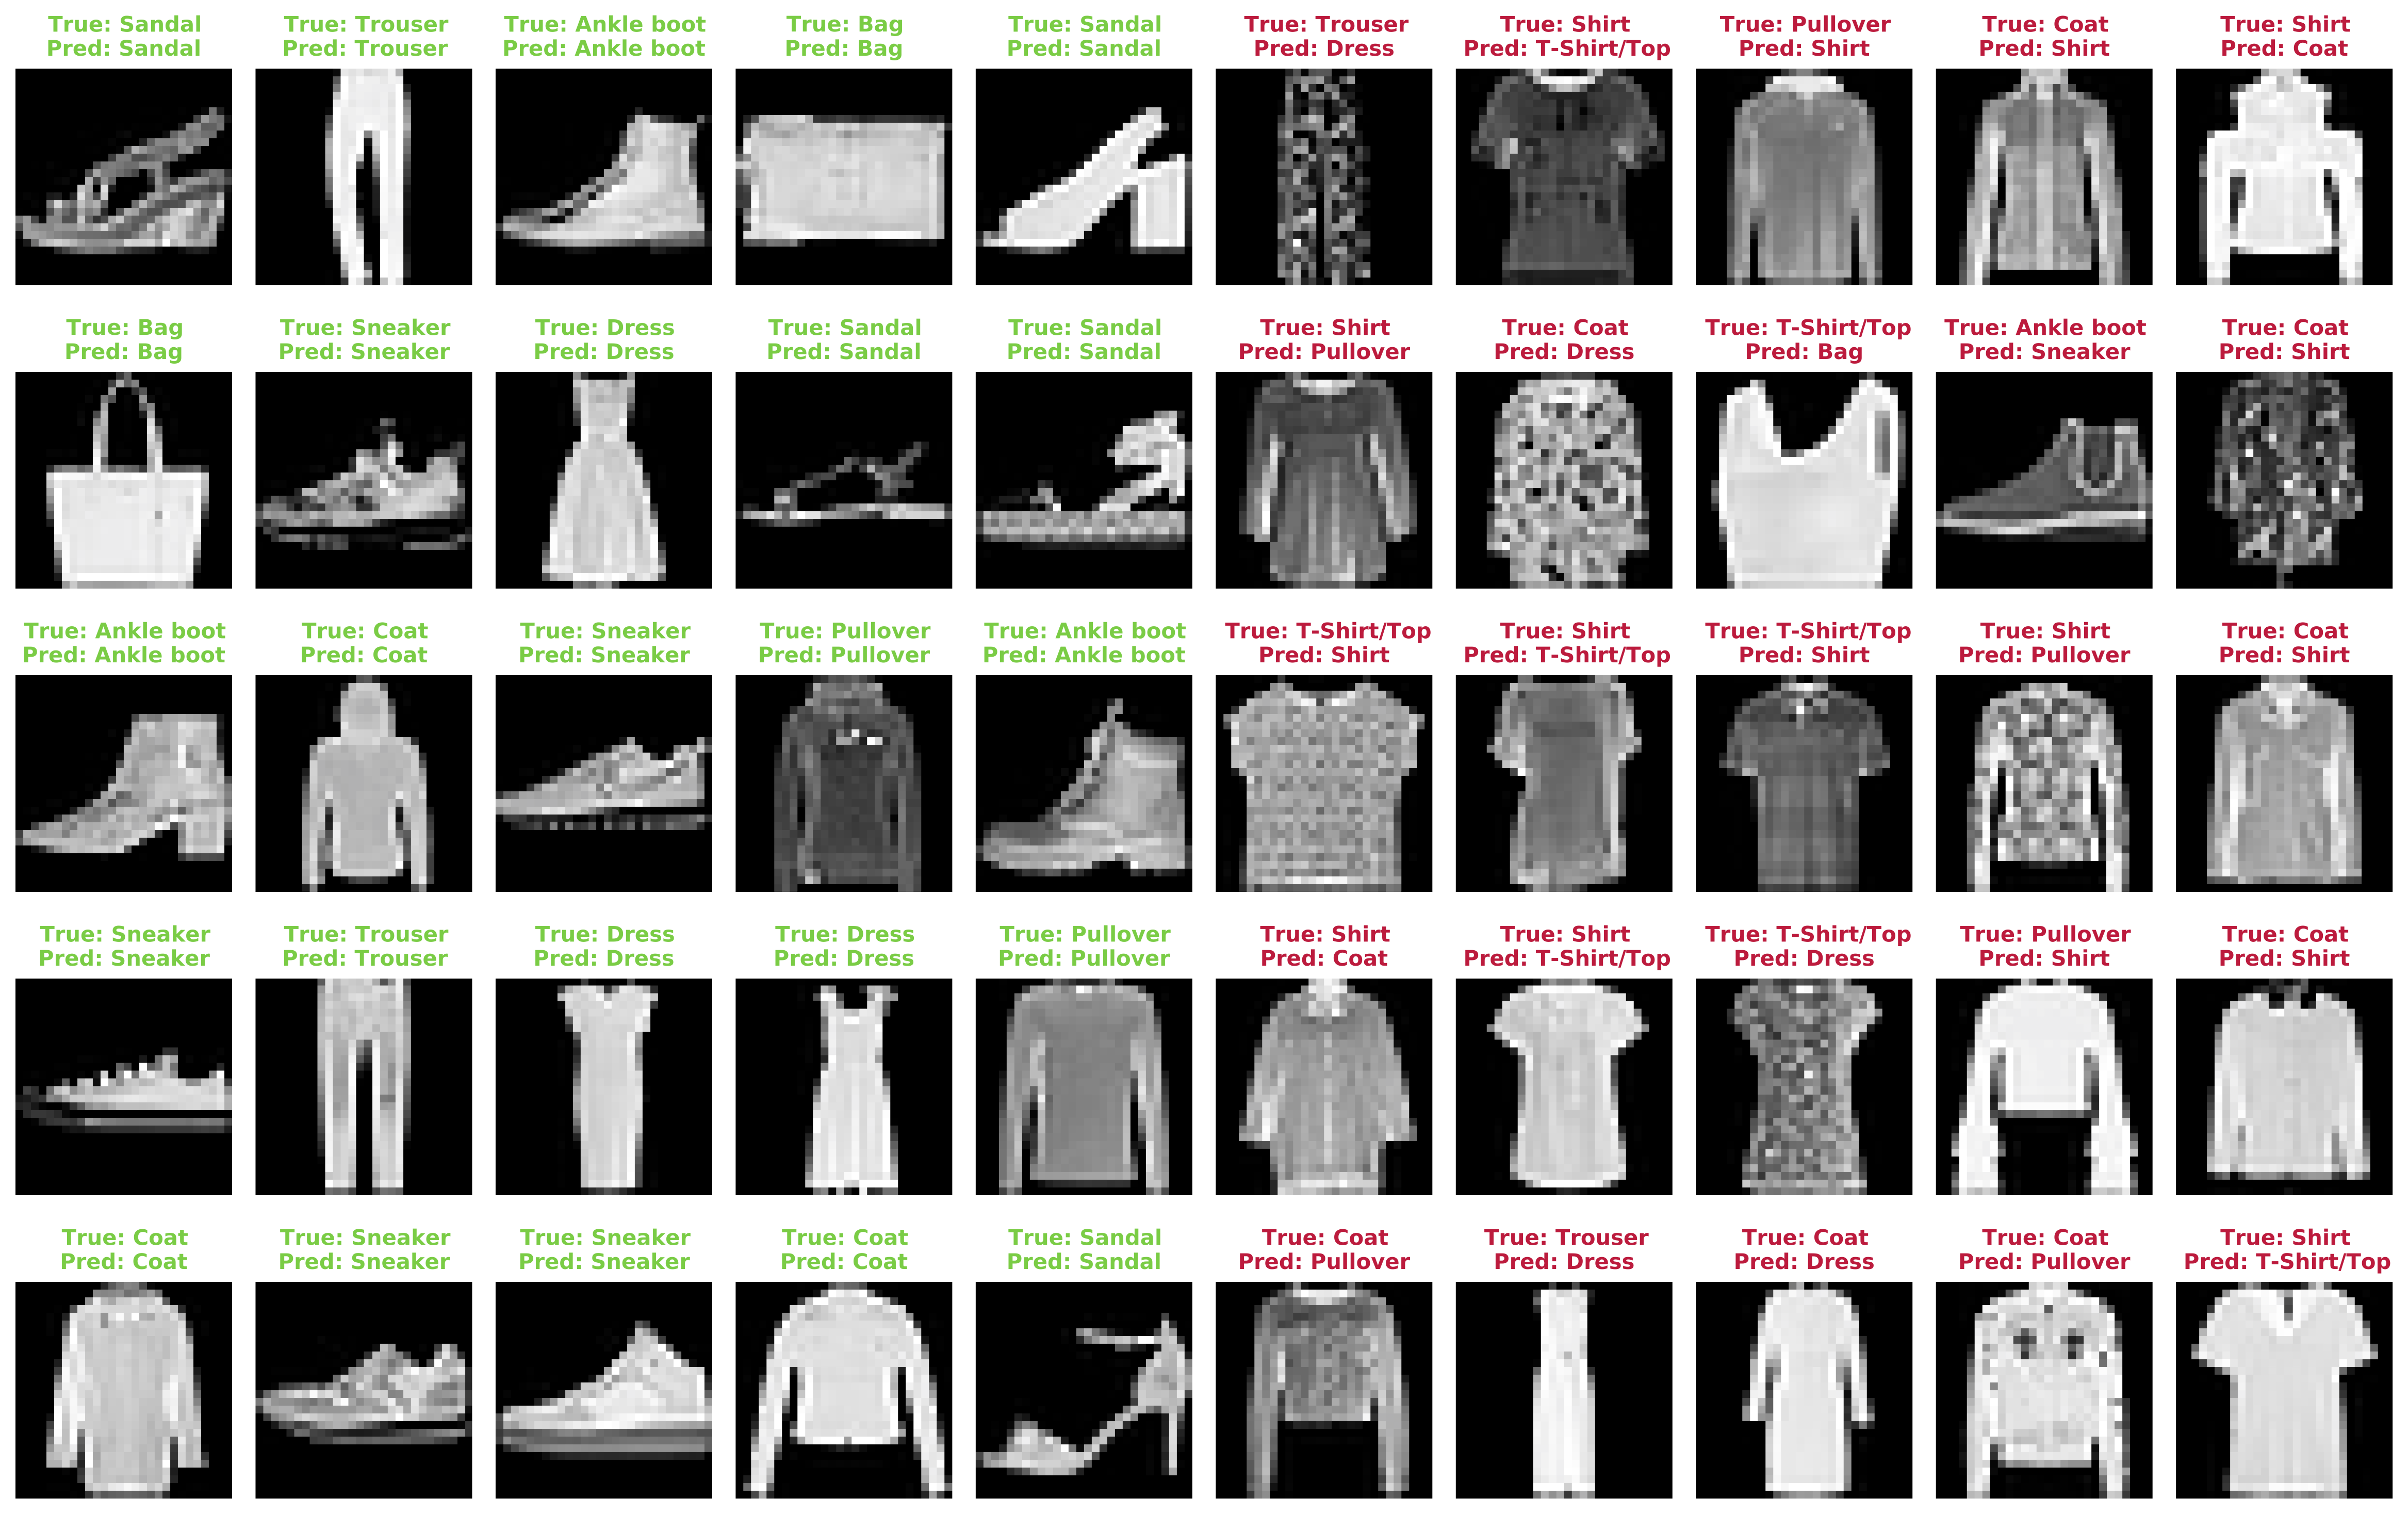 True: Sandal
Pred: Sandal
True: Trouser
Pred: Trouser
True: Ankle boot
Pred: Ankle boot
True: Bag
Pred: Bag
True: Sandal
Pred: Sandal
True: Trouser
Pred: Dress
True: Shirt
Pred: T-Shirt/Top
True: Pullover
Pred: Shirt
True: Coat
Pred: Shirt
True: Shirt
Pred: Coat
True: Bag
Pred: Bag
True: Sneaker
Pred: Sneaker
True: Dress
Pred: Dress
True: Sandal
Pred: Sandal
True: Sandal
Pred: Sandal
True: Shirt
Pred: Pullover
True: Coat
Pred: Dress
True: T-Shirt/Top
Pred: Bag
True: Ankle boot
Pred: Sneaker
True: Coat
Pred: Shirt
True: Ankle boot
Pred: Ankle boot
True: Coat
Pred: Coat
True: Sneaker
Pred: Sneaker
True: Pullover
Pred: Pullover
True: Ankle boot
Pred: Ankle boot
True: T-Shirt/Top
Pred: Shirt
True: Shirt
Pred: T-Shirt/Top
True: T-Shirt/Top
Pred: Shirt
True: Shirt
Pred: Pullover
True: Coat
Pred: Shirt
True: Sneaker
Pred: Sneaker
True: Trouser
Pred: Trouser
True: Dress
Pred: Dress
True: Dress
Pred: Dress
True: Pullover
Pred: Pullover
True: Shirt
Pred: Coat
True: Shirt
Pred: T-Shirt/Top
True: T-Shirt/Top
Pred: Dress
True: Pullover
Pred: Shirt
True: Coat
Pred: Shirt
True: Coat
Pred: Coat
True: Sneaker
Pred: Sneaker
True: Sneaker
Pred: Sneaker
True: Coat
Pred: Coat
True: Sandal
Pred: Sandal
True: Coat
Pred: Pullover
True: Trouser
Pred: Dress
True: Coat
Pred: Dress
True: Coat
Pred: Pullover
True: Shirt
Pred: T-Shirt/Top